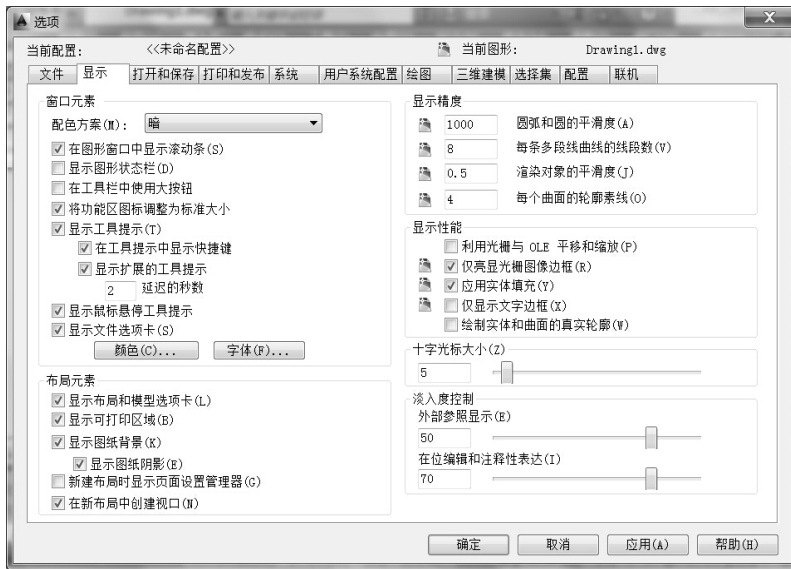 选项
当前配置: <<未命名配置>> 当前图形: Drawing1.dwg
文件 显示 打开和保存 打印和发布 系统 用户系统配置 绘图 三维建模 选择集 配置 联机
窗口元素
配色方案(M): 暗
在图形窗口中显示滚动条(S)
显示图形状态栏(D)
在工具栏中使用大按钮
将功能区图标调整为标准大小
显示工具提示(T)
在工具提示中显示快捷键
显示扩展的工具提示
2 延迟的秒数
显示鼠标悬停工具提示
显示文件选项卡(S)
颜色(C)... 字体(F)...
布局元素
显示布局和模型选项卡(L)
显示可打印区域(B)
显示图纸背景(K)
显示图纸阴影(E)
新建布局时显示页面设置管理器(G)
在新布局中创建视口(N)
显示精度
1000 圆弧和圆的平滑度(A)
8 每条多段线曲线的线段数(V)
0.5 渲染对象的平滑度(J)
4 每个曲面的轮廓素线(O)
显示性能
利用光栅与 OLE 平移和缩放(P)
仅亮显光栅图像边框(R)
应用实体填充(Y)
仅显示文字边框(X)
绘制实体和曲面的真实轮廓(W)
十字光标大小(Z)
5
淡入度控制
外部参照显示(E)
50
在位编辑和注释性表达(I)
70
确定 取消 应用(A) 帮助(H)